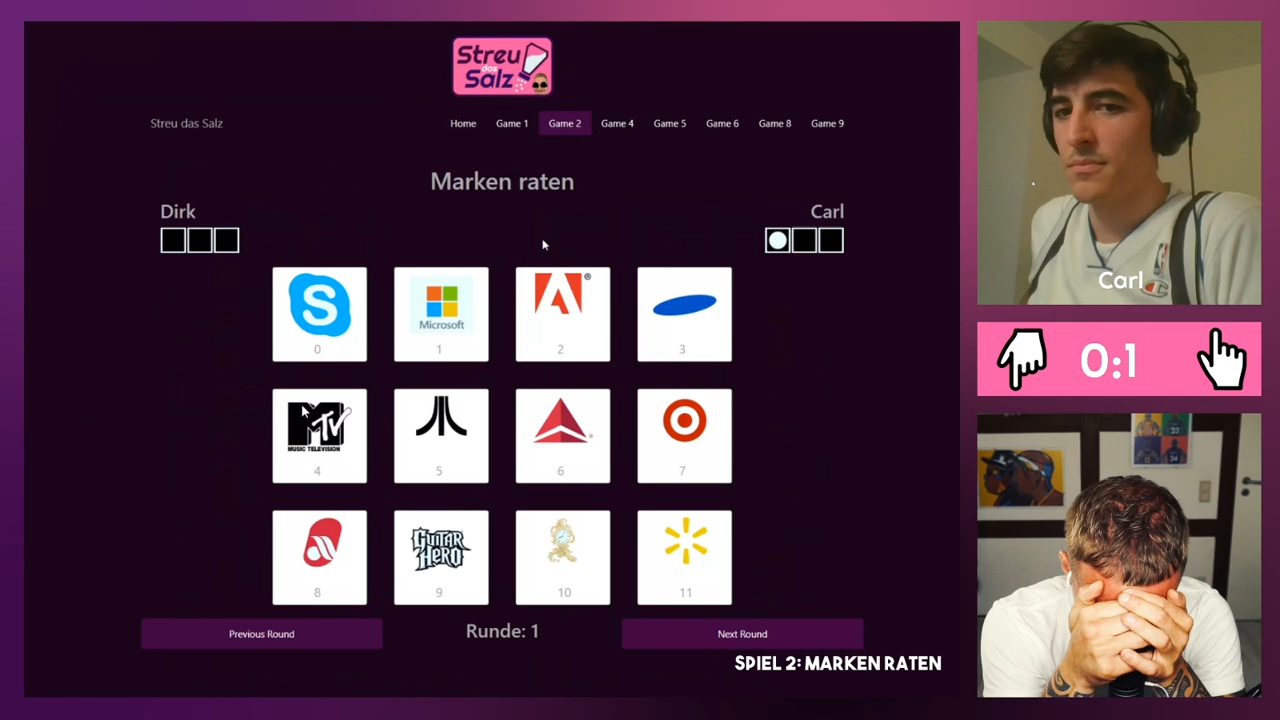 Streu
das
Salz
Streu das Salz
Home
Game 1
Game 2
Game 4
Game 5
Game 6
Game 8
Game 9
Marken raten
Dirk
Carl
S
Microsoft
®
0
1
2
3
MTV
MUSIC TELEVISION
4
5
6
7
GUITAR
HERO
8
9
10
11
Previous Round
Runde: 1
Next Round
SPIEL 2: MARKEN RATEN
Carl
0:1